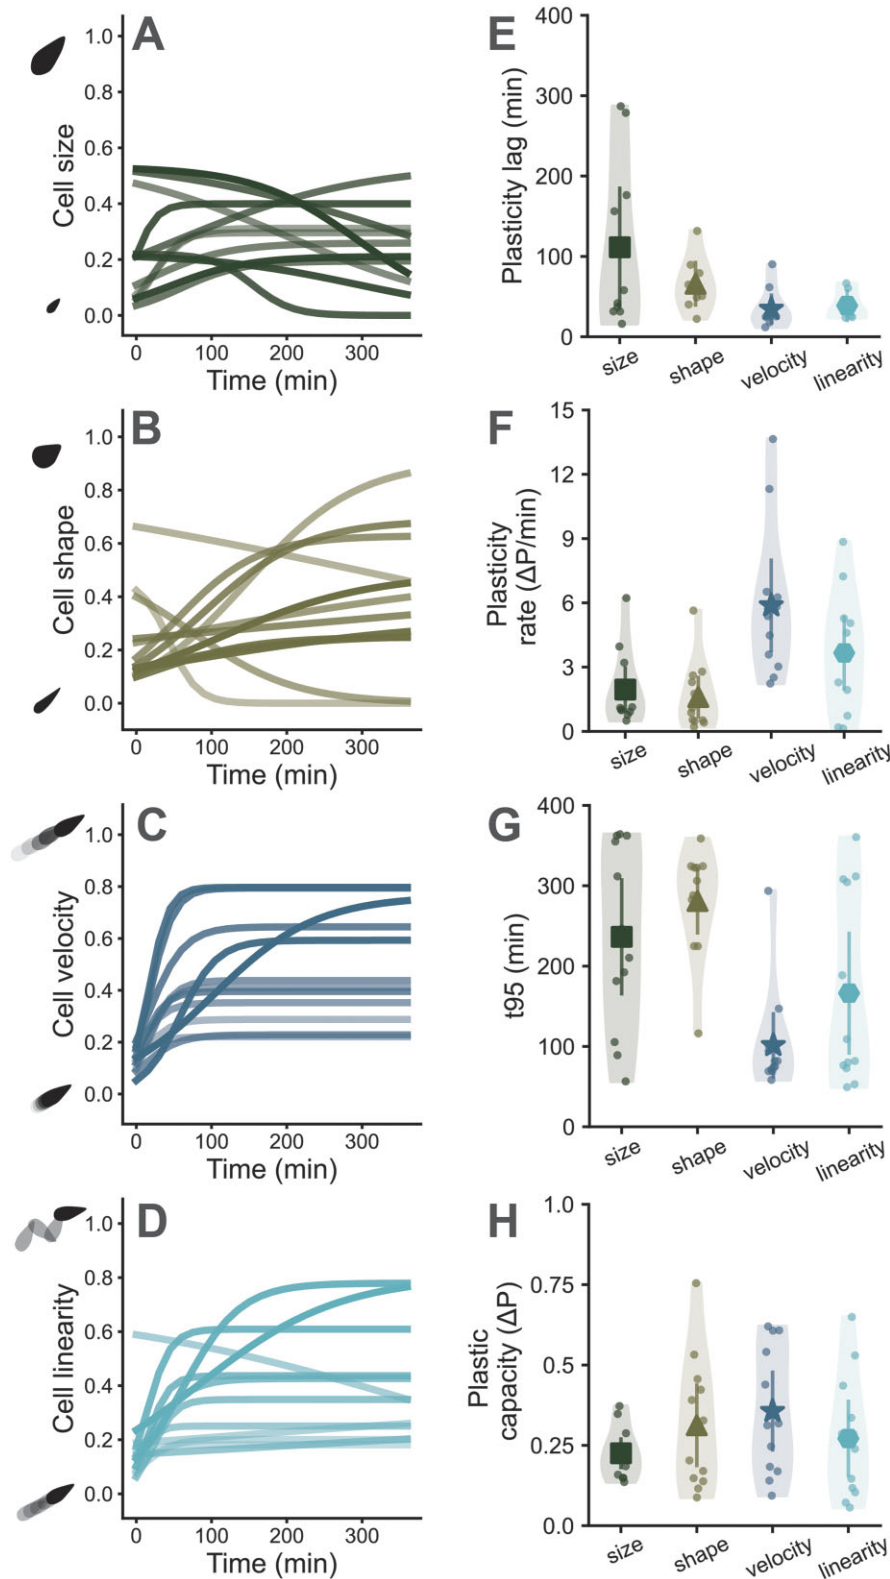 A
Cell size
1.0
0.8
0.6
0.4
0.2
0.0
0 100 200 300
Time (min)
E
Plasticity lag (min)
400
300
200
100
0
size shape velocity linearity
B
Cell shape
1.0
0.8
0.6
0.4
0.2
0.0
0 100 200 300
Time (min)
F
Plasticity
rate (ΔP/min)
15
12
9
6
3
0
size shape velocity linearity
C
Cell velocity
1.0
0.8
0.6
0.4
0.2
0.0
0 100 200 300
Time (min)
G
t95 (min)
400
300
200
100
0
size shape velocity linearity
D
Cell linearity
1.0
0.8
0.6
0.4
0.2
0.0
0 100 200 300
Time (min)
H
Plastic
capacity (ΔP)
1.0
0.75
0.5
0.25
0.0
size shape velocity linearity